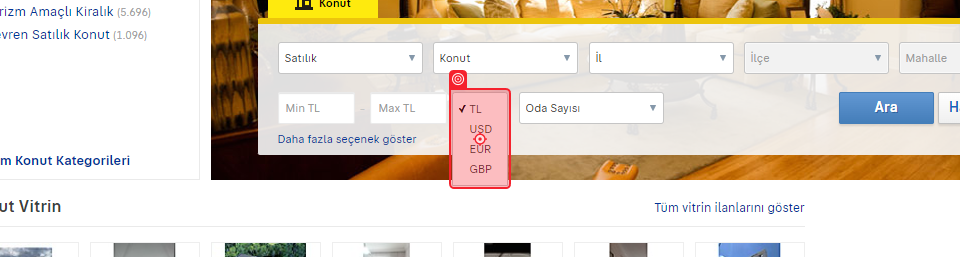 Konut
rizm Amaçlı Kiralık (5.696)
evren Satılık Konut (1.096)
Satılık
Konut
İl
İlçe
Mahalle
Min TL
-
Max TL
✔ TL
USD
EUR
GBP
Oda Sayısı
Ara
Ha
Daha fazla seçenek göster
m Konut Kategorileri
ut Vitrin
Tüm vitrin ilanlarını göster